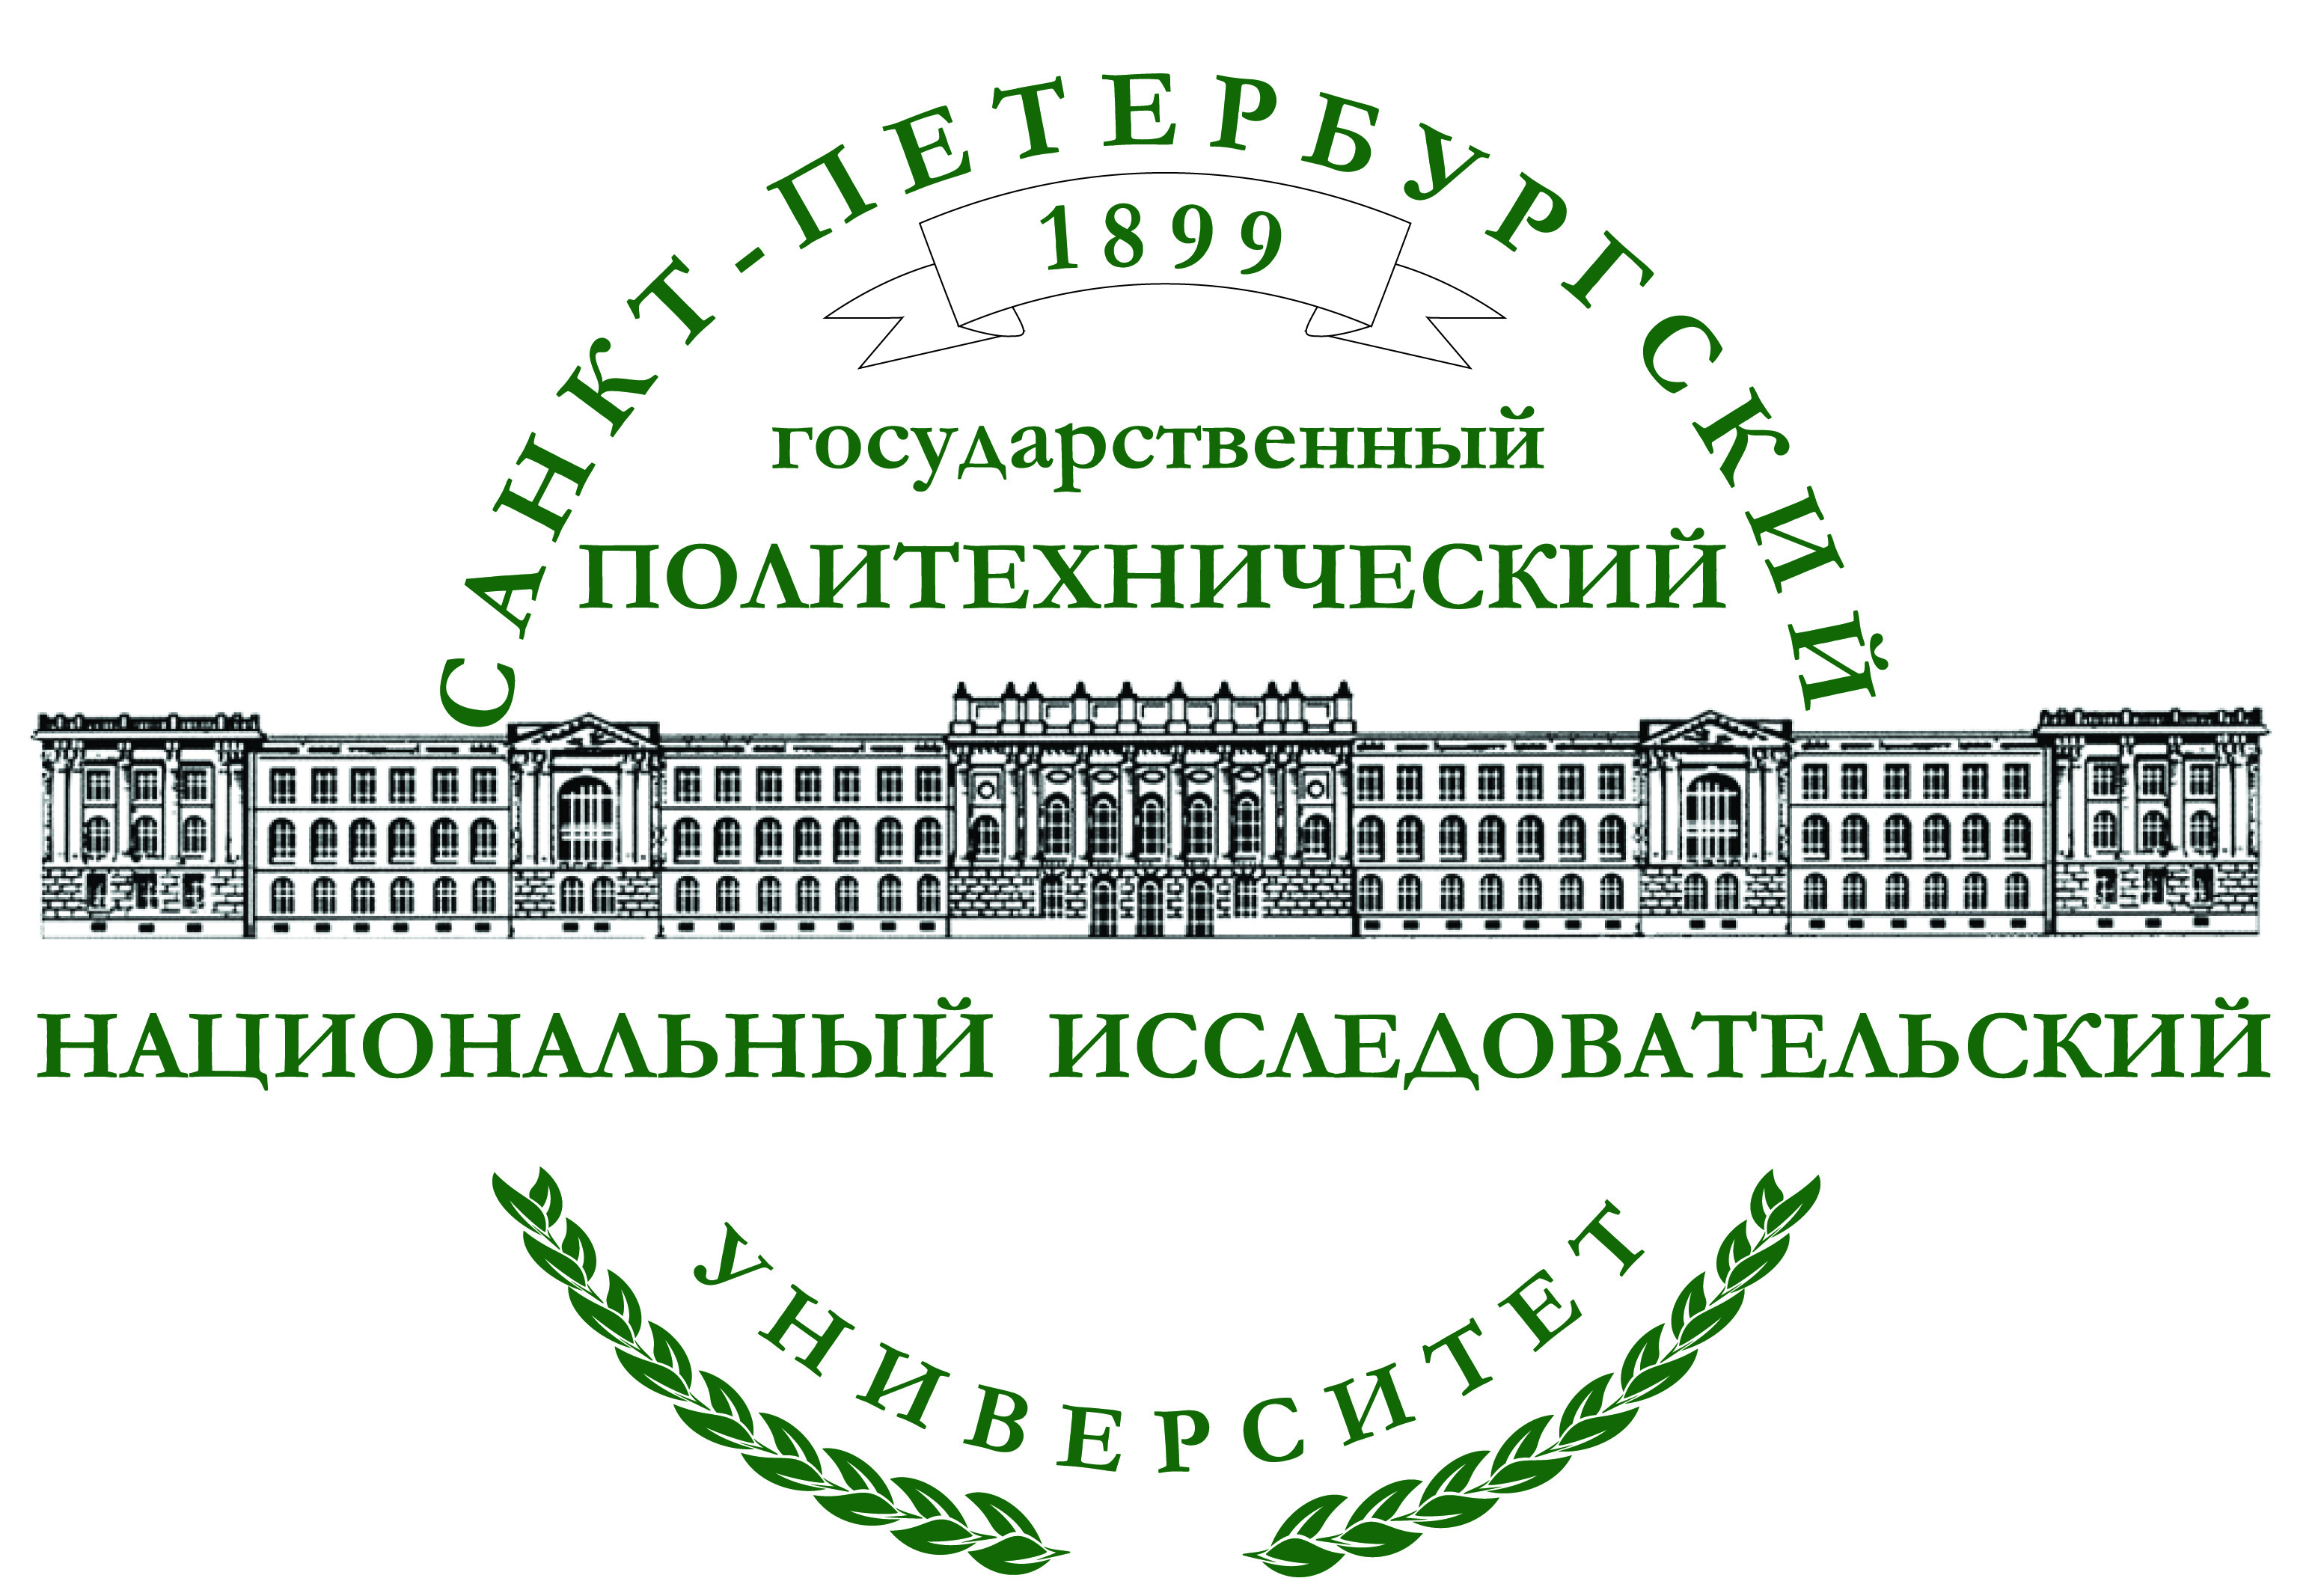 САНКТ-ПЕТЕРБУРГСКИЙ
1899
государственный
ПОЛИТЕХНИЧЕСКИЙ
НАЦИОНАЛЬНЫЙ ИССЛЕДОВАТЕЛЬСКИЙ
УНИВЕРСИТЕТ